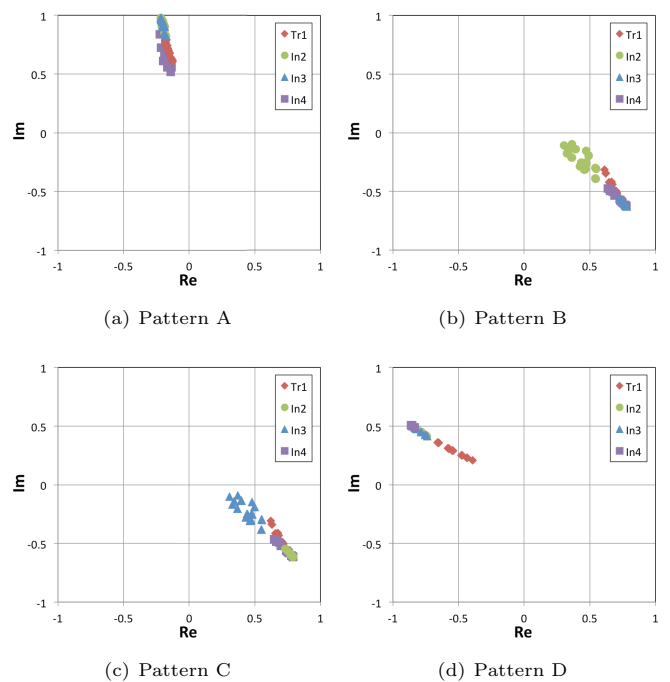 1
0.5
0
-0.5
-1
-1 -0.5 0 0.5 1
Im
Re
Tr1
In2
In3
In4
(a) Pattern A
1
0.5
0
-0.5
-1
-1 -0.5 0 0.5 1
Im
Re
Tr1
In2
In3
In4
(b) Pattern B
1
0.5
0
-0.5
-1
-1 -0.5 0 0.5 1
Im
Re
Tr1
In2
In3
In4
(c) Pattern C
1
0.5
0
-0.5
-1
-1 -0.5 0 0.5 1
Im
Re
Tr1
In2
In3
In4
(d) Pattern D